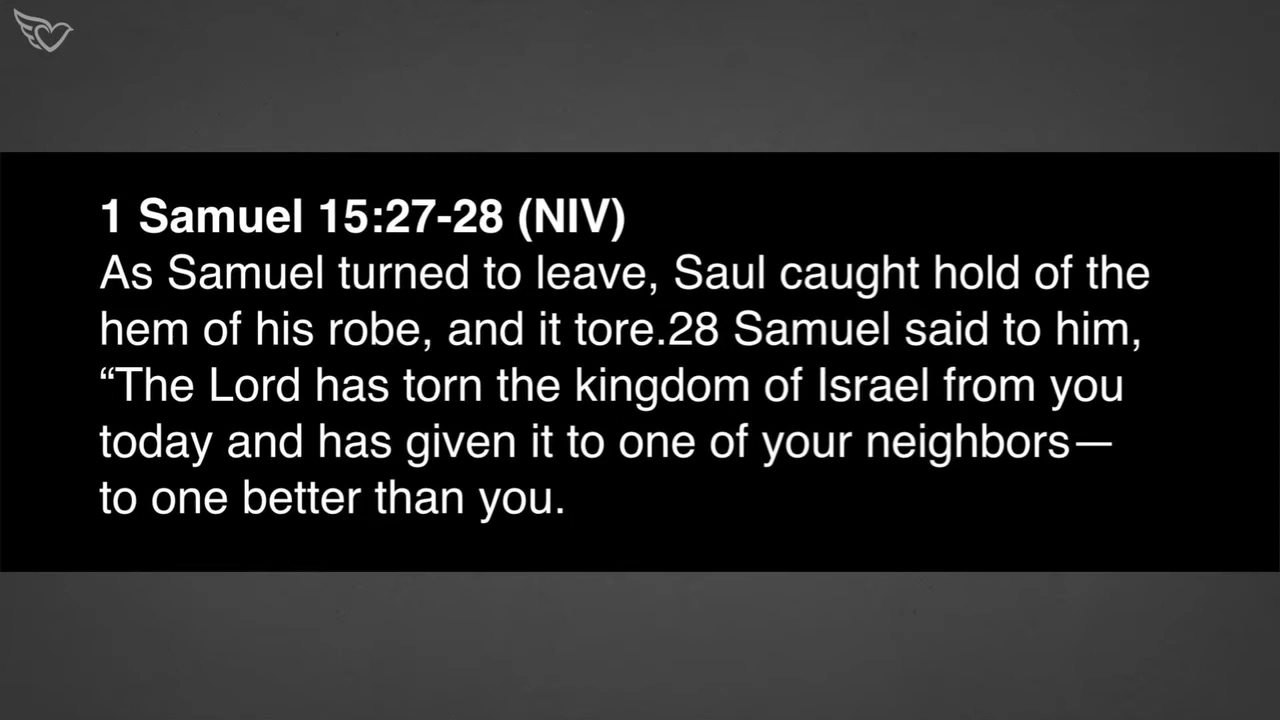 1 Samuel 15:27-28 (NIV)
As Samuel turned to leave, Saul caught hold of the
hem of his robe, and it tore.28 Samuel said to him,
“The Lord has torn the kingdom of Israel from you
today and has given it to one of your neighbors—
to one better than you.